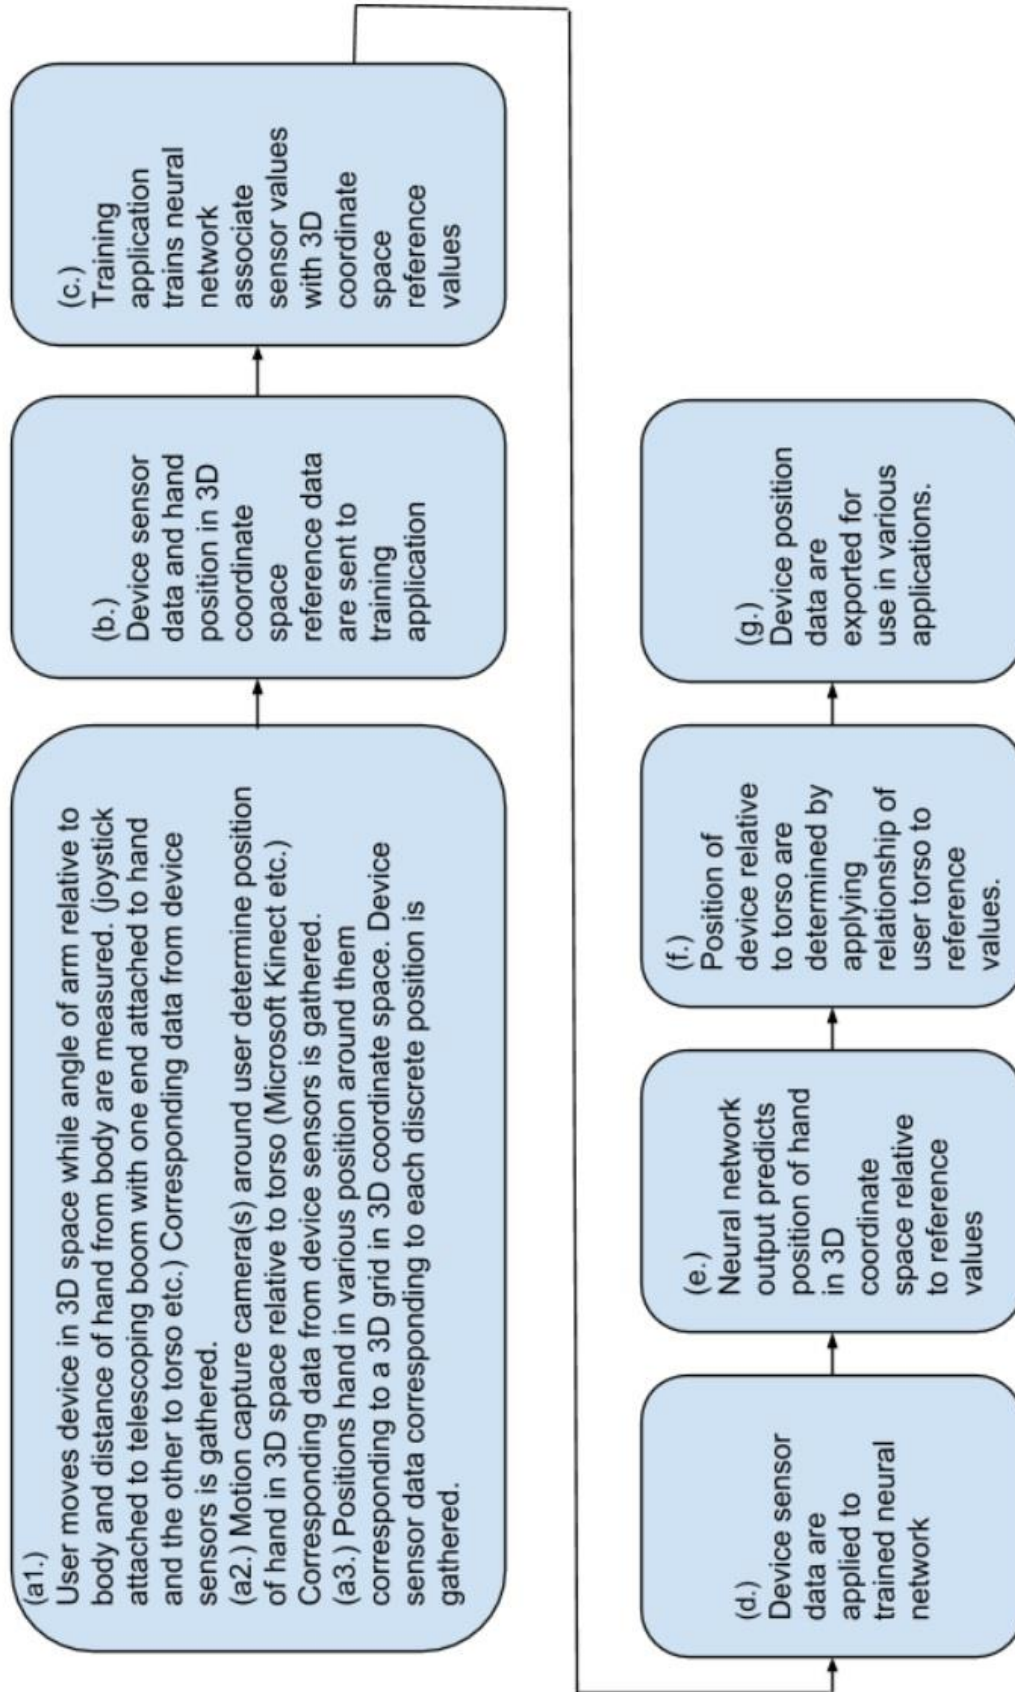 (a1.)
User moves device in 3D space while angle of arm relative to
body and distance of hand from body are measured. (joystick
attached to telescoping boom with one end attached to hand
and the other to torso etc.) Corresponding data from device
sensors is gathered.
(a2.) Motion capture camera(s) around user determine position
of hand in 3D space relative to torso (Microsoft Kinect etc.)
Corresponding data from device sensors is gathered.
(a3.) Positions hand in various position around them
corresponding to a 3D grid in 3D coordinate space. Device
sensor data corresponding to each discrete position is
gathered.
(b.)
Device sensor
data and hand
position in 3D
coordinate
space
reference data
are sent to
training
application
(c.)
Training
application
trains neural
network
associate
sensor values
with 3D
coordinate
space
reference
values
(d.)
Device sensor
data are
applied to
trained neural
network
(e.)
Neural network
output predicts
position of hand
in 3D
coordinate
space relative
to reference
values
(f.)
Position of
device relative
to torso are
determined by
applying
relationship of
user torso to
reference
values.
(g.)
Device position
data are
exported for
use in various
applications.